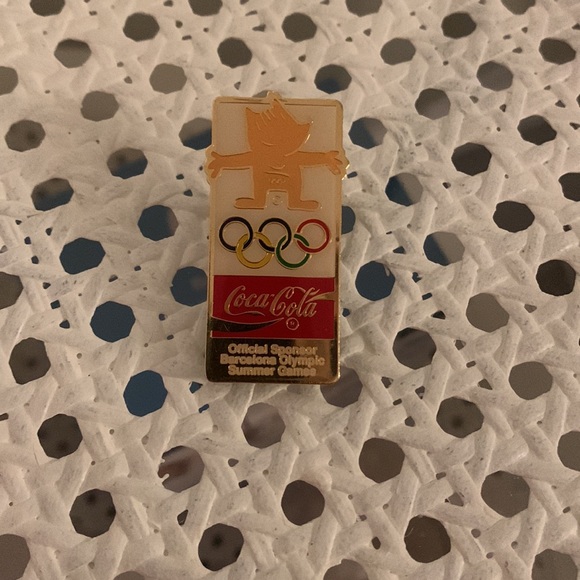 Coca-Cola
Official Sponsor
Barcelona Olympic
Summer Games